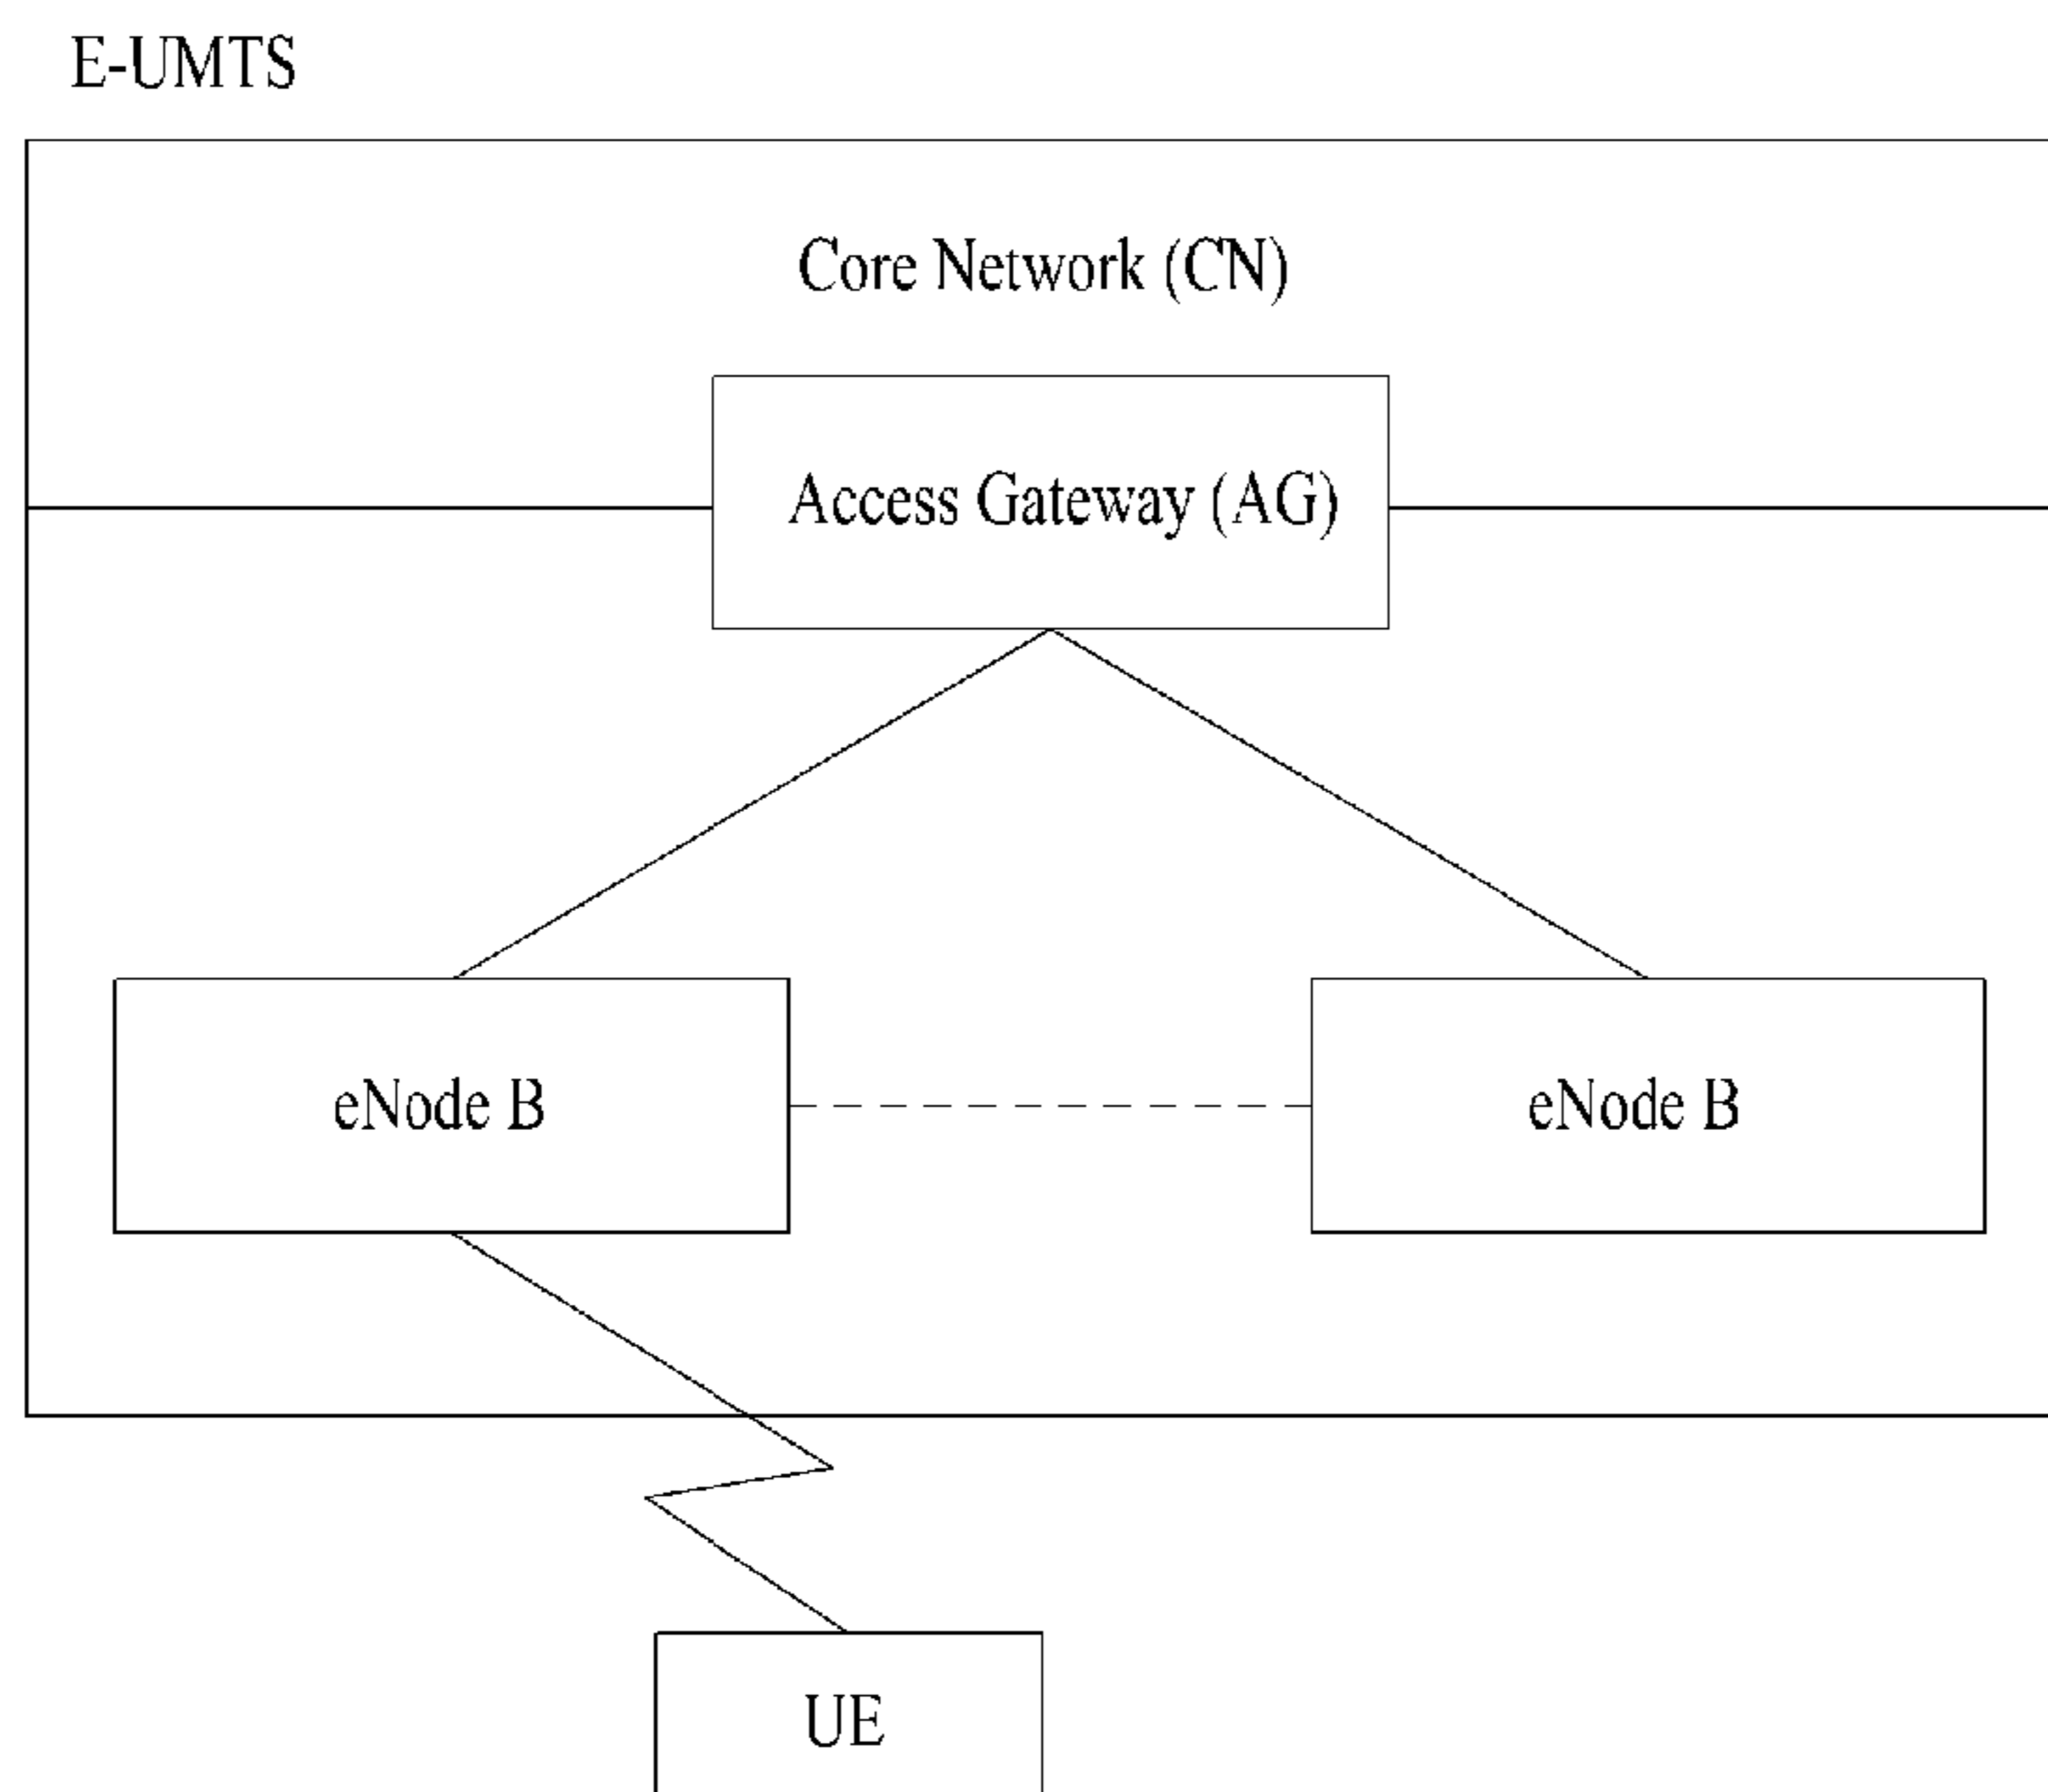 E-UMTS
Core Network (CN)
Access Gateway (AG)
eNode B
eNode B
UE